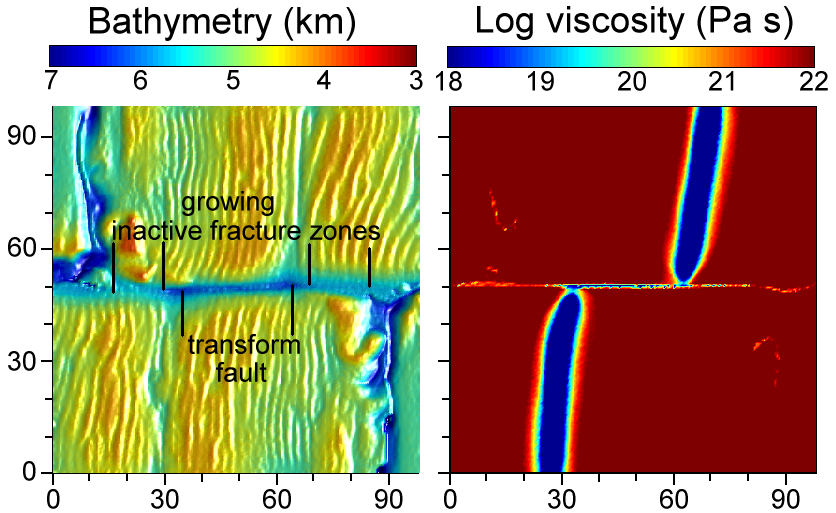 Bathymetry (km)
Log viscosity (Pa s)
7 6 5 4 3
18 19 20 21 22
90
60
30
0
growing
inactive fracture zones
transform
fault
0 30 60 90
0 30 60 90